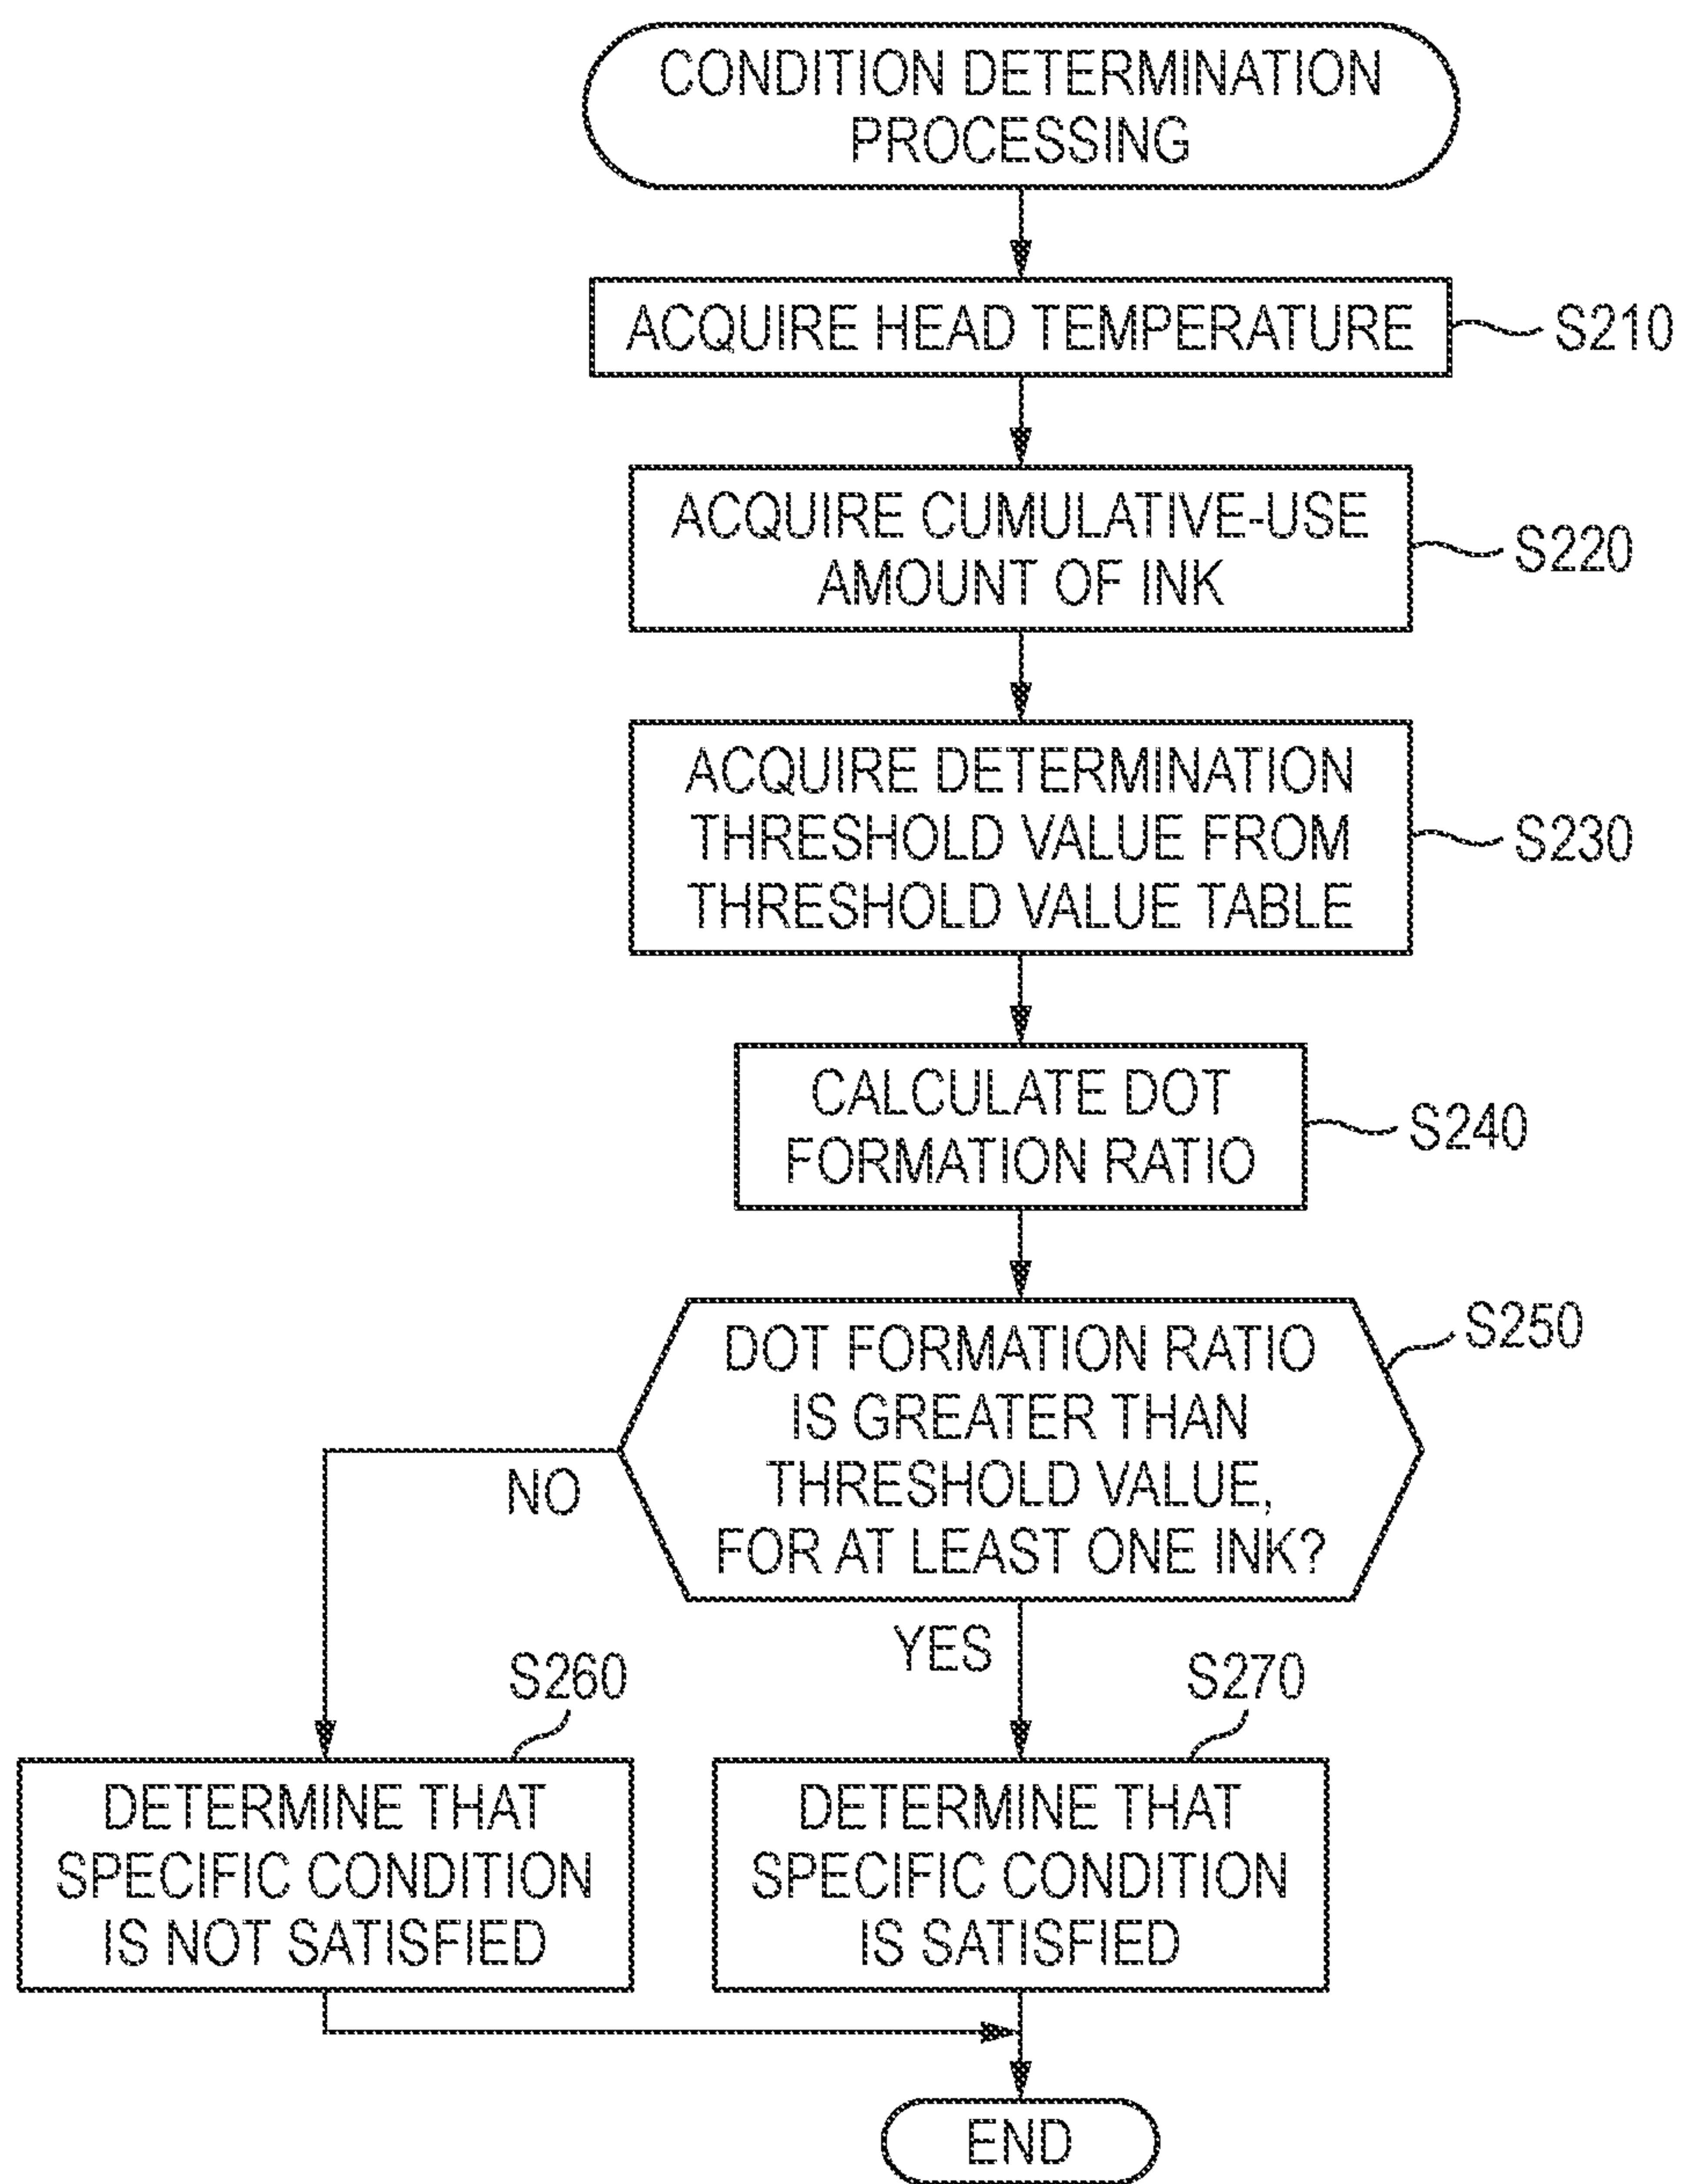 CONDITION DETERMINATION
PROCESSING
ACQUIRE HEAD TEMPERATURE
S210
ACQUIRE CUMULATIVE-USE
AMOUNT OF INK
S220
ACQUIRE DETERMINATION
THRESHOLD VALUE FROM
THRESHOLD VALUE TABLE
S230
CALCULATE DOT
FORMATION RATIO
S240
DOT FORMATION RATIO
IS GREATER THAN
THRESHOLD VALUE,
FOR AT LEAST ONE INK?
S250
NO
YES
S260
DETERMINE THAT
SPECIFIC CONDITION
IS NOT SATISFIED
S270
DETERMINE THAT
SPECIFIC CONDITION
IS SATISFIED
END